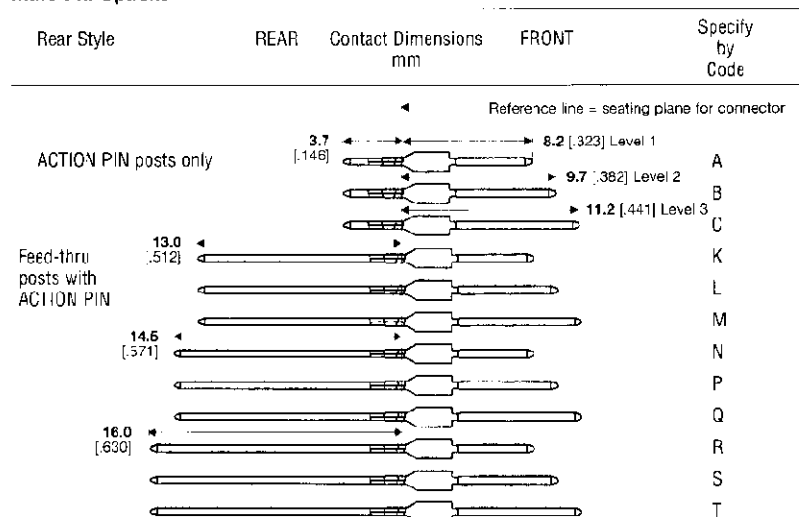 Rear Style REAR Contact Dimensions FRONT Specify
mm by
Code
Reference line = seating plane for connector
3.7 8.2 [.323] Level 1
[.146]
ACTION PIN posts only A
9.7 [.382] Level 2
B
11.2 [.441] Level 3
C
13.0
[.512]
Feed-thru K
posts with
ACTION PIN L
M
14.5
[.571] N
P
Q
16.0
[.630] R
S
T